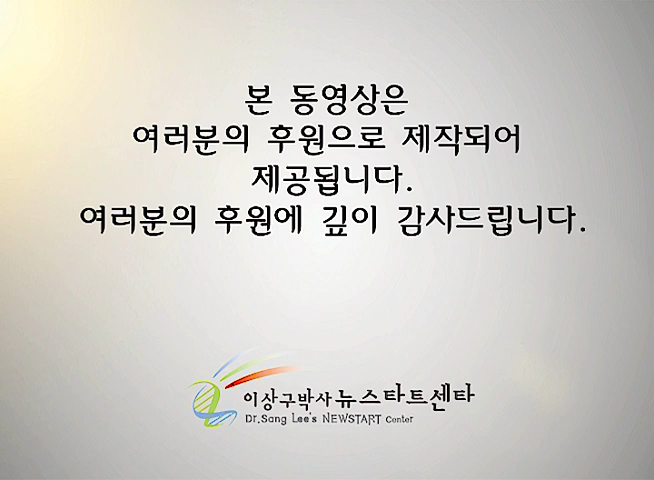 본 동영상은
여러분의 후원으로 제작되어
제공됩니다.
여러분의 후원에 깊이 감사드립니다.
이상구박사뉴스타트센타
Dr.Sang Lee's NEWSTART Center